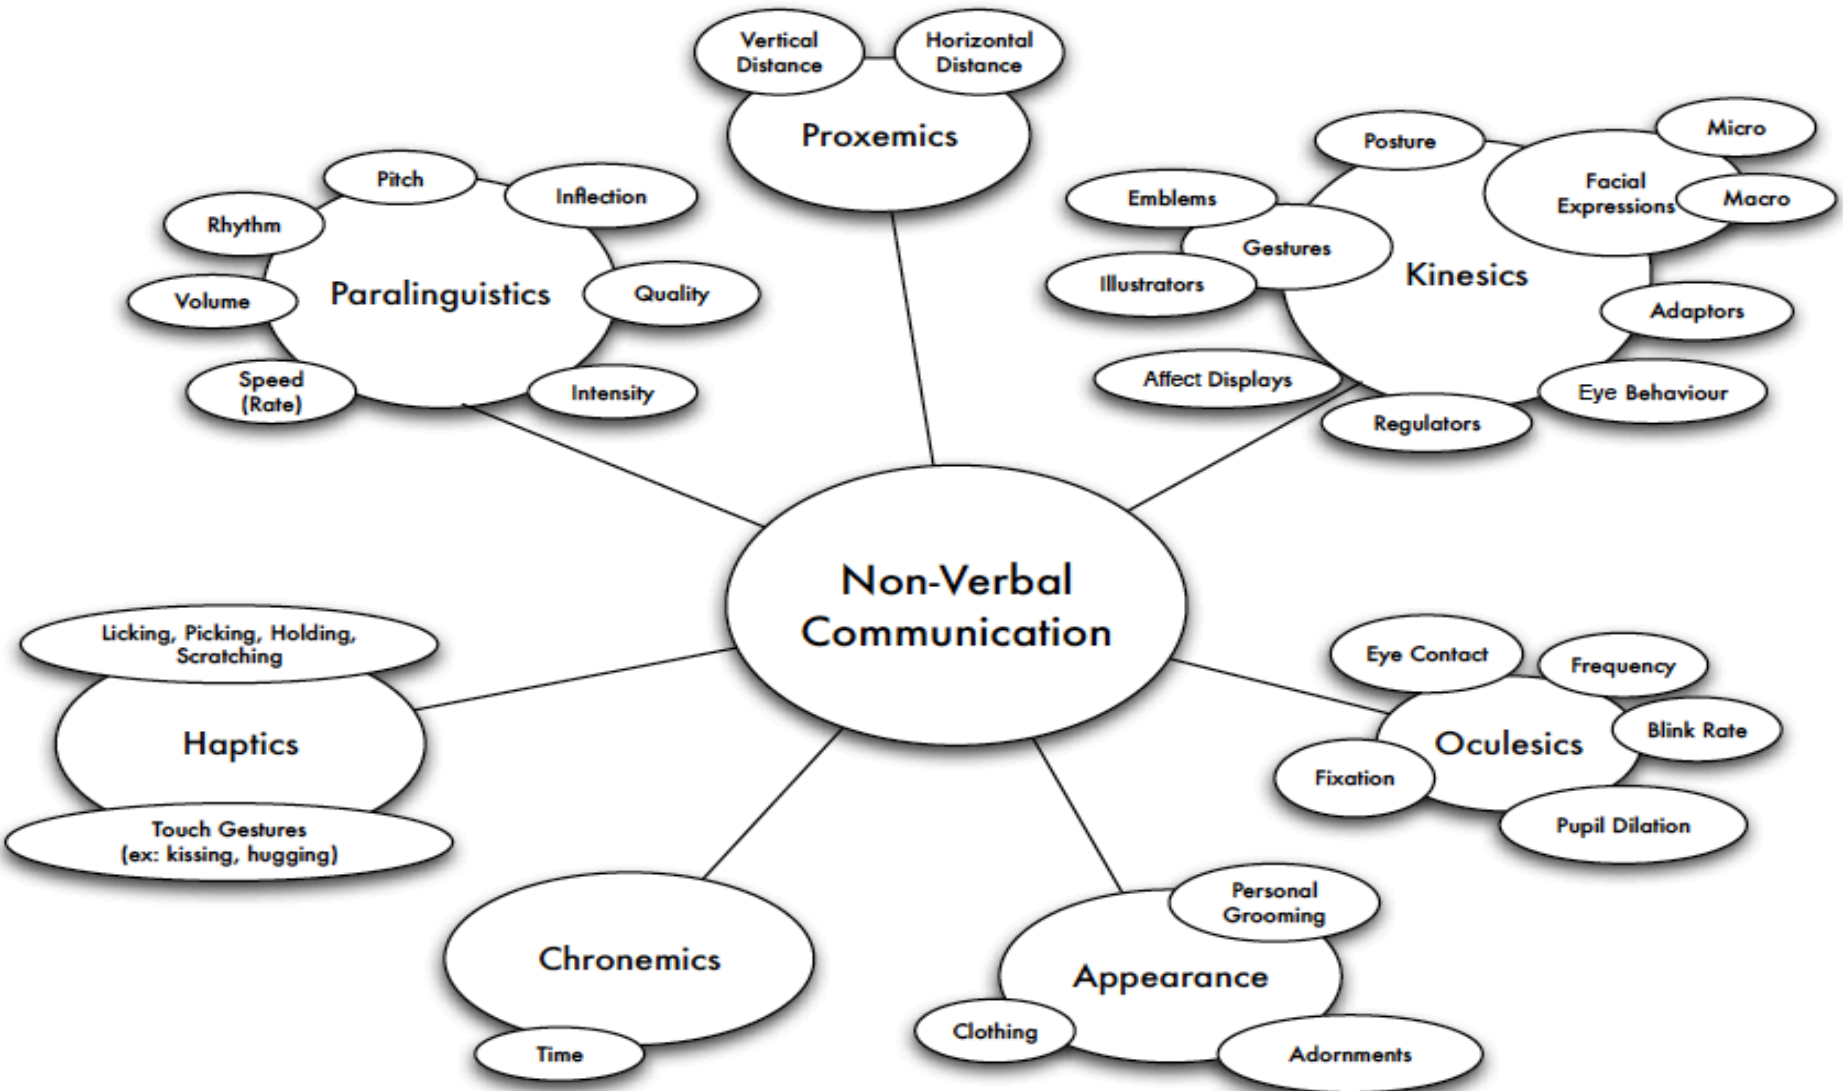 Vertical
Distance
Horizontal
Distance
Proxemics
Pitch
Inflection
Rhythm
Volume
Paralinguistics
Quality
Speed
(Rate)
Intensity
Posture
Micro
Facial
Expressions
Macro
Emblems
Gestures
Illustrators
Kinesics
Adaptors
Affect Displays
Eye Behaviour
Regulators
Non-Verbal
Communication
Licking, Picking, Holding,
Scratching
Haptics
Touch Gestures
(ex: kissing, hugging)
Eye Contact
Frequency
Blink Rate
Oculesics
Fixation
Pupil Dilation
Chronemics
Time
Personal
Grooming
Appearance
Clothing
Adornments